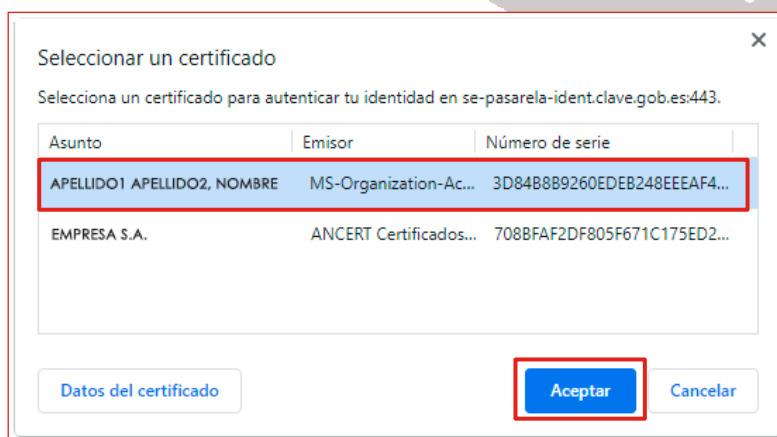 Seleccionar un certificado
Selecciona un certificado para autenticar tu identidad en se-pasarela-ident.clave.gob.es:443.
Asunto Emisor Número de serie
APELLIDO1 APELLIDO2, NOMBRE MS-Organization-Ac... 3D84B8B9260EDEB248EEEAF4...
EMPRESA S.A. ANCERT Certificados... 708BFAF2DF805F671C175ED2...
Datos del certificado Aceptar Cancelar